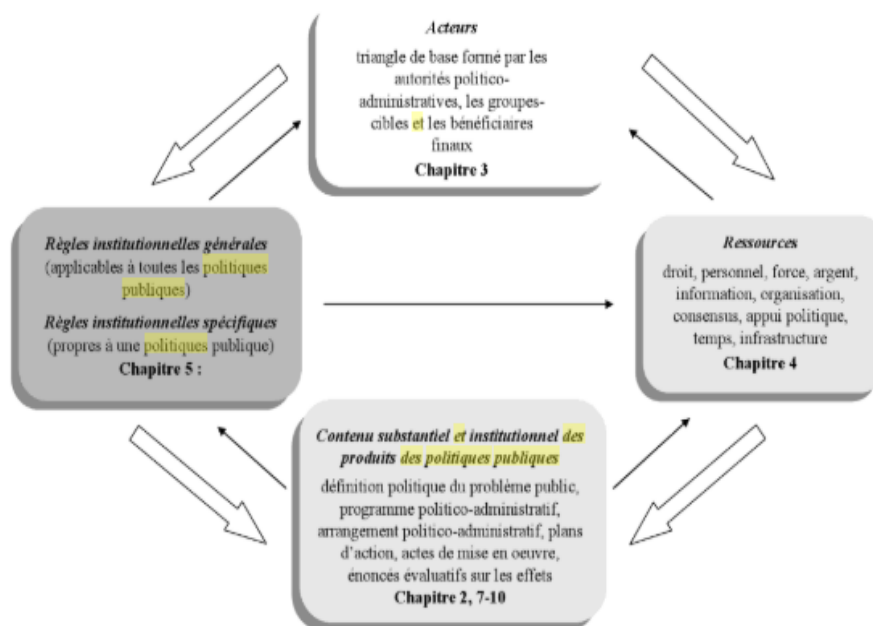 Acteurs
triangle de base formé par les
autorités politico-
administratives, les groupes-
cibles et les bénéficiaires
finaux
Chapitre 3
Règles institutionnelles générales
(applicables à toutes les politiques
publiques)
Règles institutionnelles spécifiques
(propres à une politiques publique)
Chapitre 5 :
Ressources
droit, personnel, force, argent,
information, organisation,
consensus, appui politique,
temps, infrastructure
Chapitre 4
Contenu substantiel et institutionnel des
produits des politiques publiques
définition politique du problème public,
programme politico-administratif,
arrangement politico-administratif, plans
d'action, actes de mise en oeuvre,
énoncés évaluatifs sur les effets
Chapitre 2, 7-10